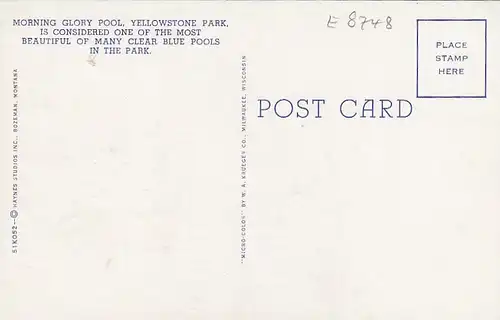 MORNING GLORY POOL, YELLOWSTONE PARK,
IS CONSIDERED ONE OF THE MOST
BEAUTIFUL OF MANY CLEAR BLUE POOLS
IN THE PARK.
E 8748
PLACE
STAMP
HERE
POST CARD
51K052—© HAYNES STUDIOS INC., BOZEMAN, MONTANA
"MICRO-COLOR" BY W. A. KRUEGER CO., MILWAUKEE, WISCONSIN